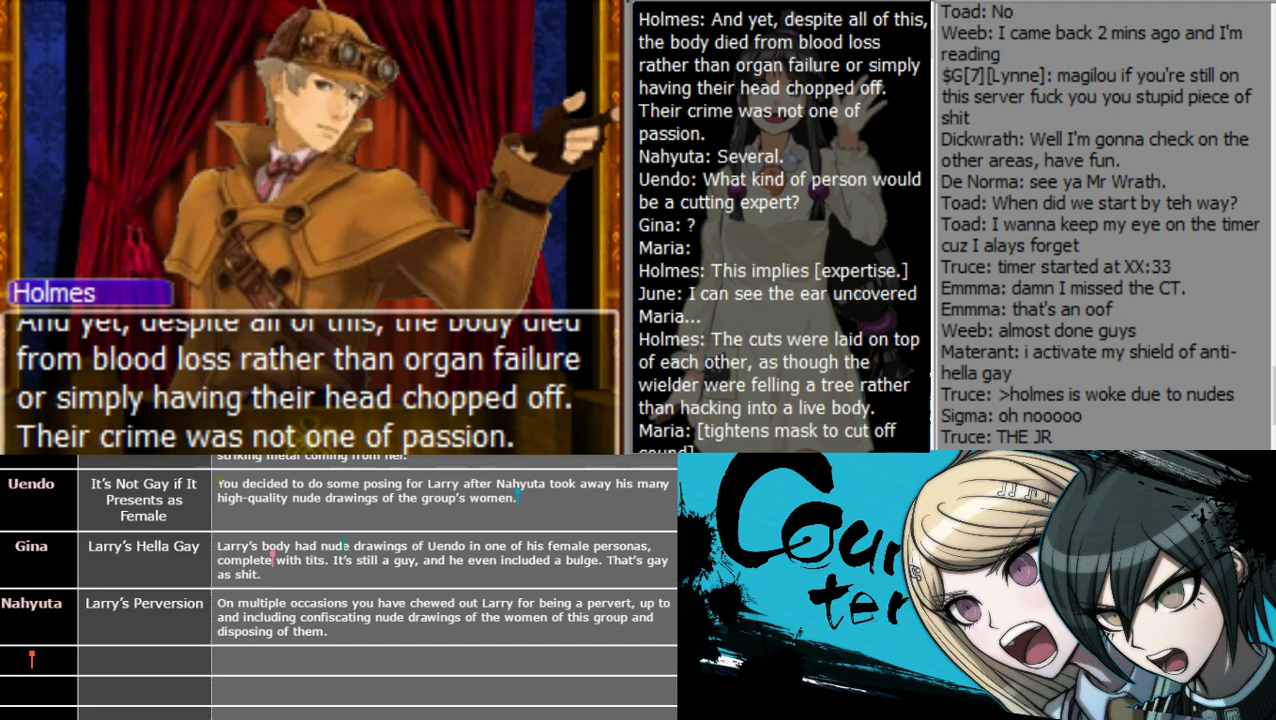 Holmes
And yet, despite all of this, the body died
from blood loss rather than organ failure
or simply having their head chopped off.
Their crime was not one of passion.
Holmes: And yet, despite all of this,
the body died from blood loss
rather than organ failure or simply
having their head chopped off.
Their crime was not one of
passion.
Nahyuta: Several.
Uendo: What kind of person would
be a cutting expert?
Gina: ?
Maria:
Holmes: This implies [expertise.]
June: I can see the ear uncovered
Maria...
Holmes: The cuts were laid on top
of each other, as though the
wielder were felling a tree rather
than hacking into a live body.
Maria: [tightens mask to cut off
sound]
Toad: No
Weeb: I came back 2 mins ago and I'm
reading
$G[7][Lynne]: magilou if you're still on
this server fuck you you stupid piece of
shit
Dickwrath: Well I'm gonna check on the
other areas, have fun.
De Norma: see ya Mr Wrath.
Toad: When did we start by teh way?
Toad: I wanna keep my eye on the timer
cuz I alays forget
Truce: timer started at XX:33
Emmma: damn I missed the CT.
Emmma: that's an oof
Weeb: almost done guys
Materant: i activate my shield of anti-
hella gay
Truce: >holmes is woke due to nudes
Sigma: oh nooooo
Truce: THE JR
striking metal coming from her.
Uendo
It's Not Gay if It
Presents as
Female
You decided to do some posing for Larry after Nahyuta took away his many
high-quality nude drawings of the group's women.
Gina
Larry's Hella Gay
Larry's body had nude drawings of Uendo in one of his female personas,
complete with tits. It's still a guy, and he even included a bulge. That's gay
as shit.
Nahyuta
Larry's Perversion
On multiple occasions you have chewed out Larry for being a pervert, up to
and including confiscating nude drawings of the women of this group and
disposing of them.
Coun
ter